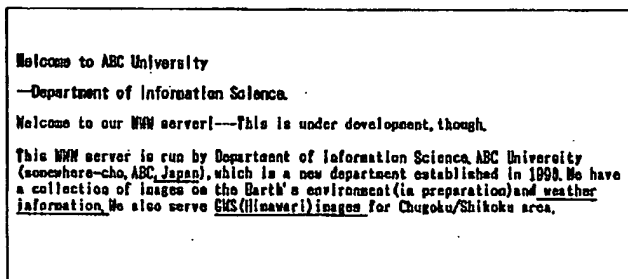 Welcome to ABC University
—Department of Information Science.
Welcome to our WWW server!---This is under development, though.
This WWW server is run by Department of Information Science, ABC University
(somewhere-cho, ABC, Japan), which is a new department established in 1993. We have
a collection of images on the Earth's environment (in preparation) and weather
information. We also serve GMS(Himawari) images for Chugoku/Shikoku area.